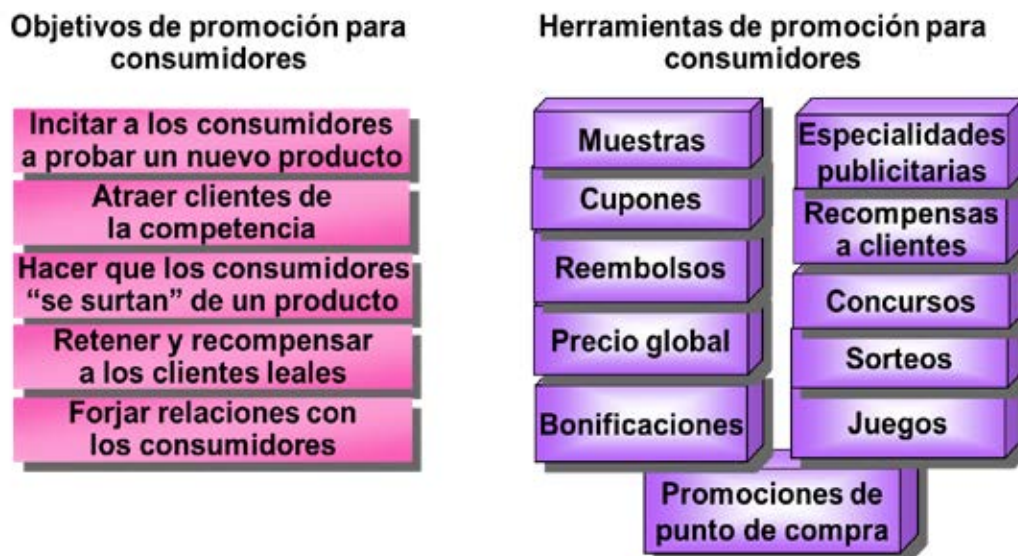 Objetivos de promoción para
consumidores
Incitar a los consumidores
a probar un nuevo producto
Atraer clientes de
la competencia
Hacer que los consumidores
“se surtan” de un producto
Retener y recompensar
a los clientes leales
Forjar relaciones con
los consumidores
Herramientas de promoción para
consumidores
Muestras
Cupones
Reembolsos
Precio global
Bonificaciones
Especialidades
publicitarias
Recompensas
a clientes
Concursos
Sorteos
Juegos
Promociones de
punto de compra